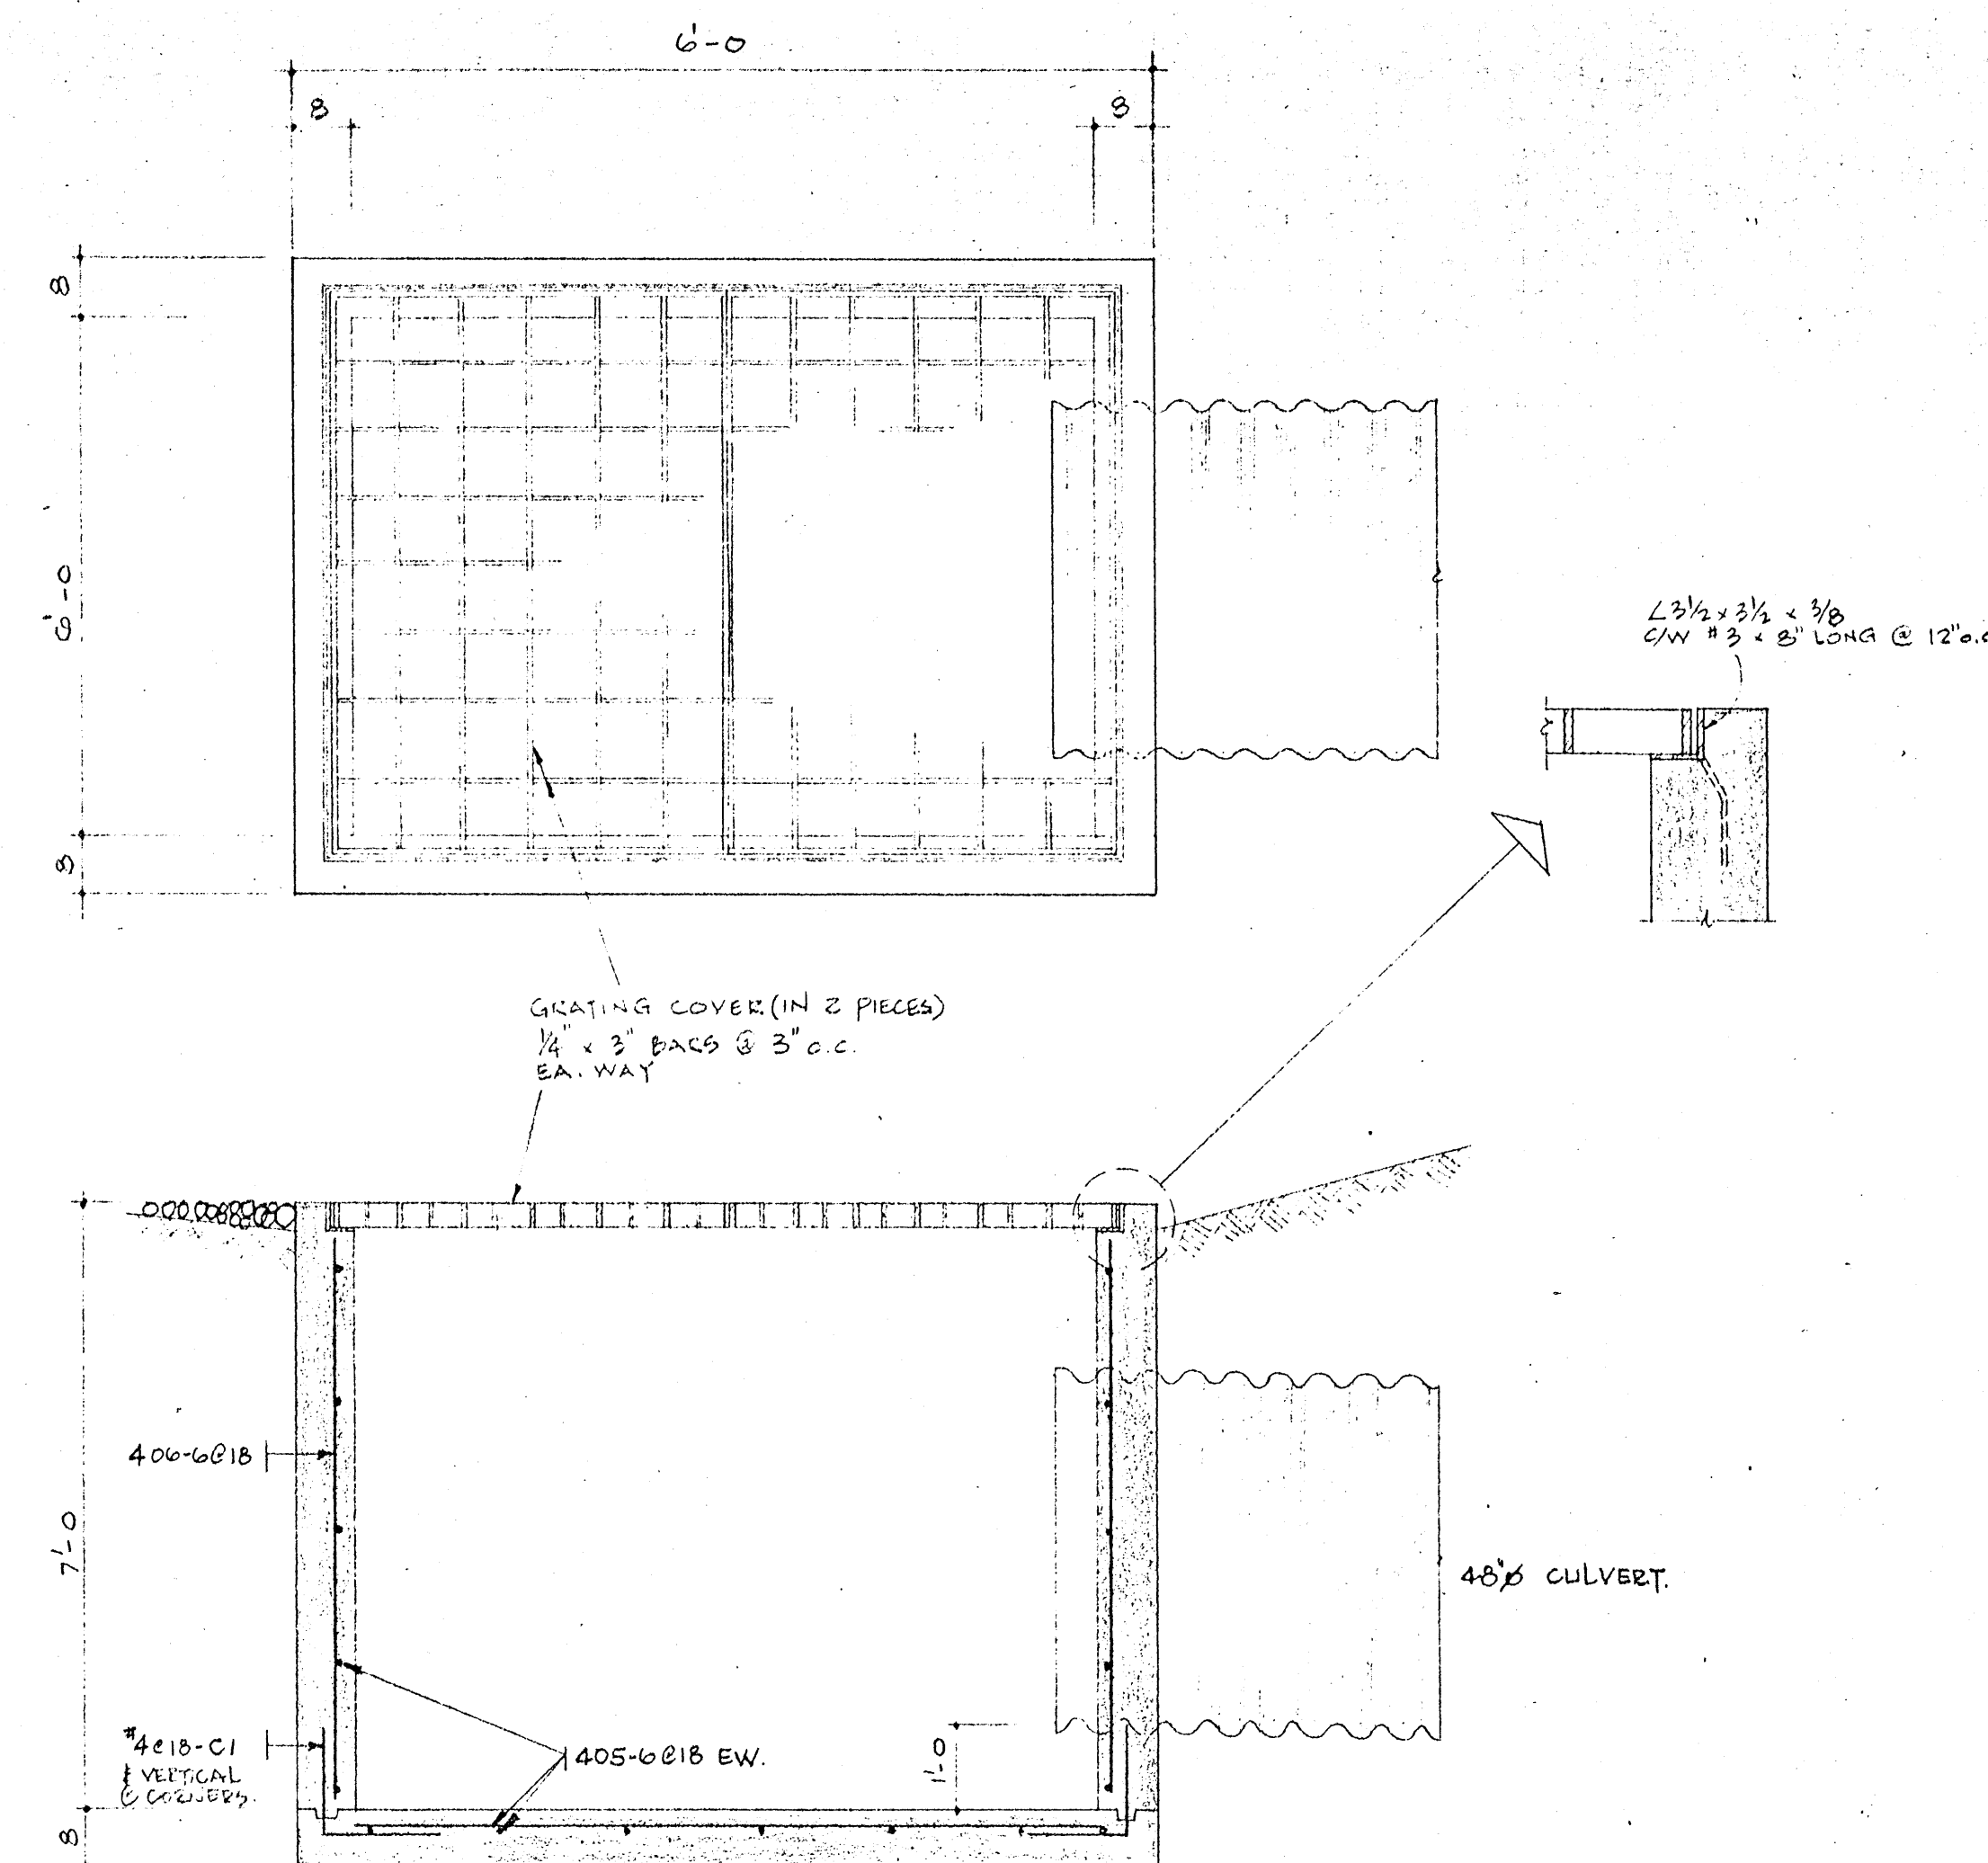 6'-0
8
8
8
6'-0
8
L3½ x 3½ x 3/8
C/W #3 x 8" LONG @ 12"o.c
GRATING COVER (IN 2 PIECES)
¼" x 3" BARS @ 3" o.c.
EA. WAY
406-6@18
7'-0
48"ø CULVERT.
#4@18-C1
& VERTICAL
@ CORNERS.
405-6@18 EW.
1'-0
8